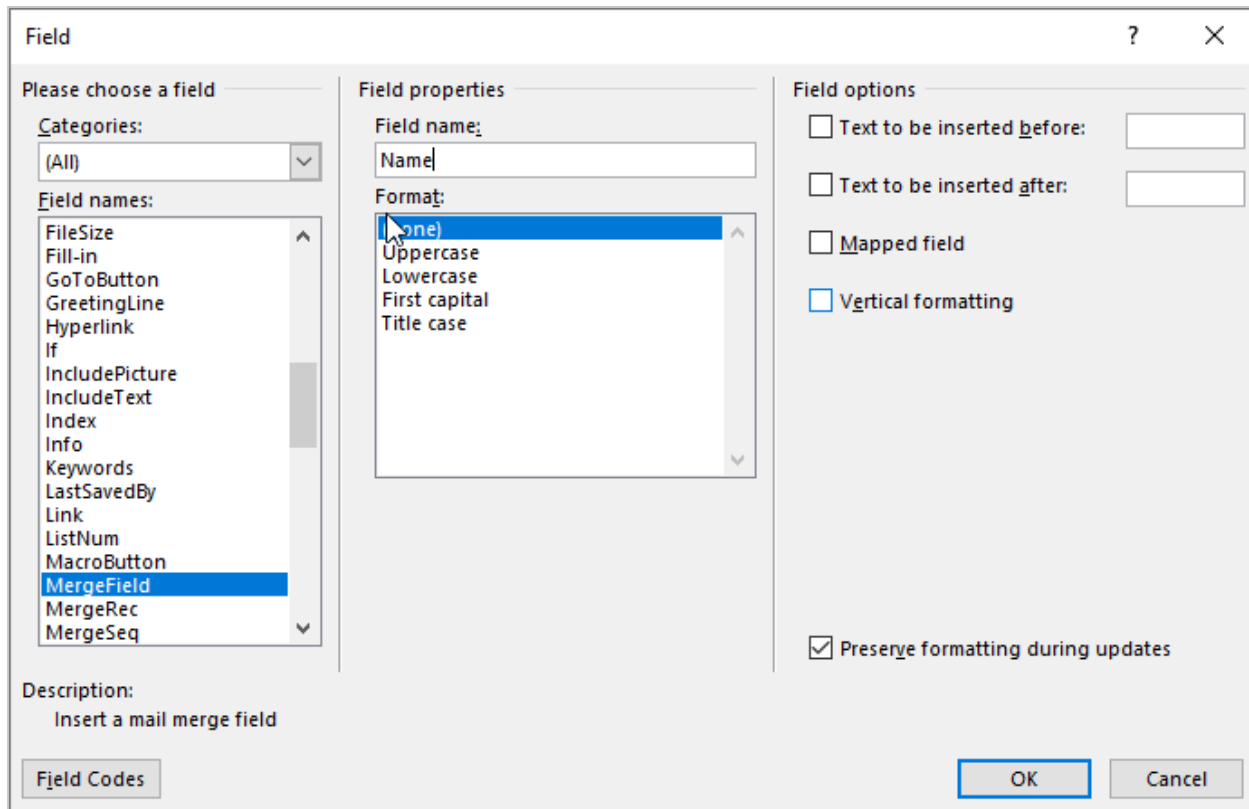 Field
?
Please choose a field
Categories:
(All)
Field names:
FileSize
Fill-in
GoToButton
GreetingLine
Hyperlink
If
IncludePicture
IncludeText
Index
Info
Keywords
LastSavedBy
Link
ListNum
MacroButton
MergeField
MergeRec
MergeSeq
Field properties
Field name:
Name
Format:
Uppercase
Lowercase
First capital
Title case
Field options
Text to be inserted before:
Text to be inserted after:
Mapped field
Vertical formatting
Preserve formatting during updates
Description:
Insert a mail merge field
Field Codes
OK
Cancel